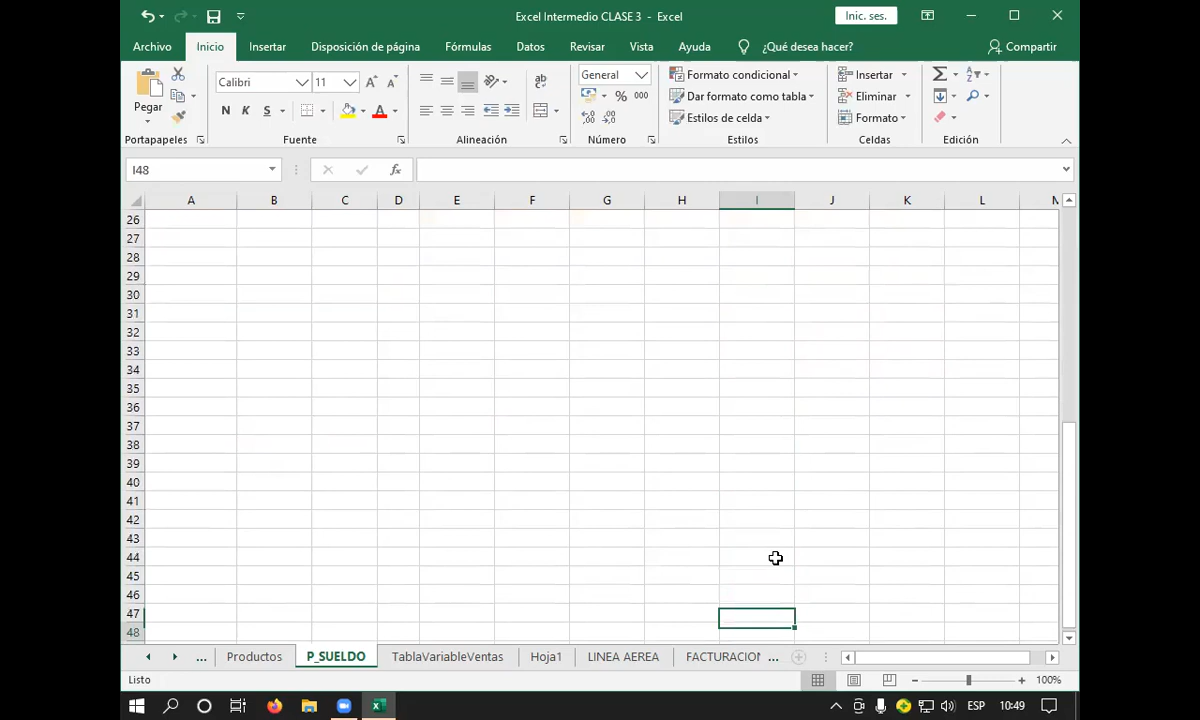 Excel Intermedio CLASE 3 - Excel
Inic. ses.
Archivo Inicio Insertar Disposición de página Fórmulas Datos Revisar Vista Ayuda ¿Qué desea hacer? Compartir
Pegar
Calibri 11
General
Formato condicional
Insertar
Dar formato como tabla
Eliminar
N K S
% 000
Estilos de celda
Formato
Portapapeles Fuente Alineación Número Estilos Celdas Edición
I48 fx
A B C D E F G H I J K L M
26
27
28
29
30
31
32
33
34
35
36
37
38
39
40
41
42
43
44
45
46
47
48
... Productos P_SUELDO TablaVariableVentas Hoja1 LINEA AEREA FACTURACION ...
Listo 100%
ESP 10:49